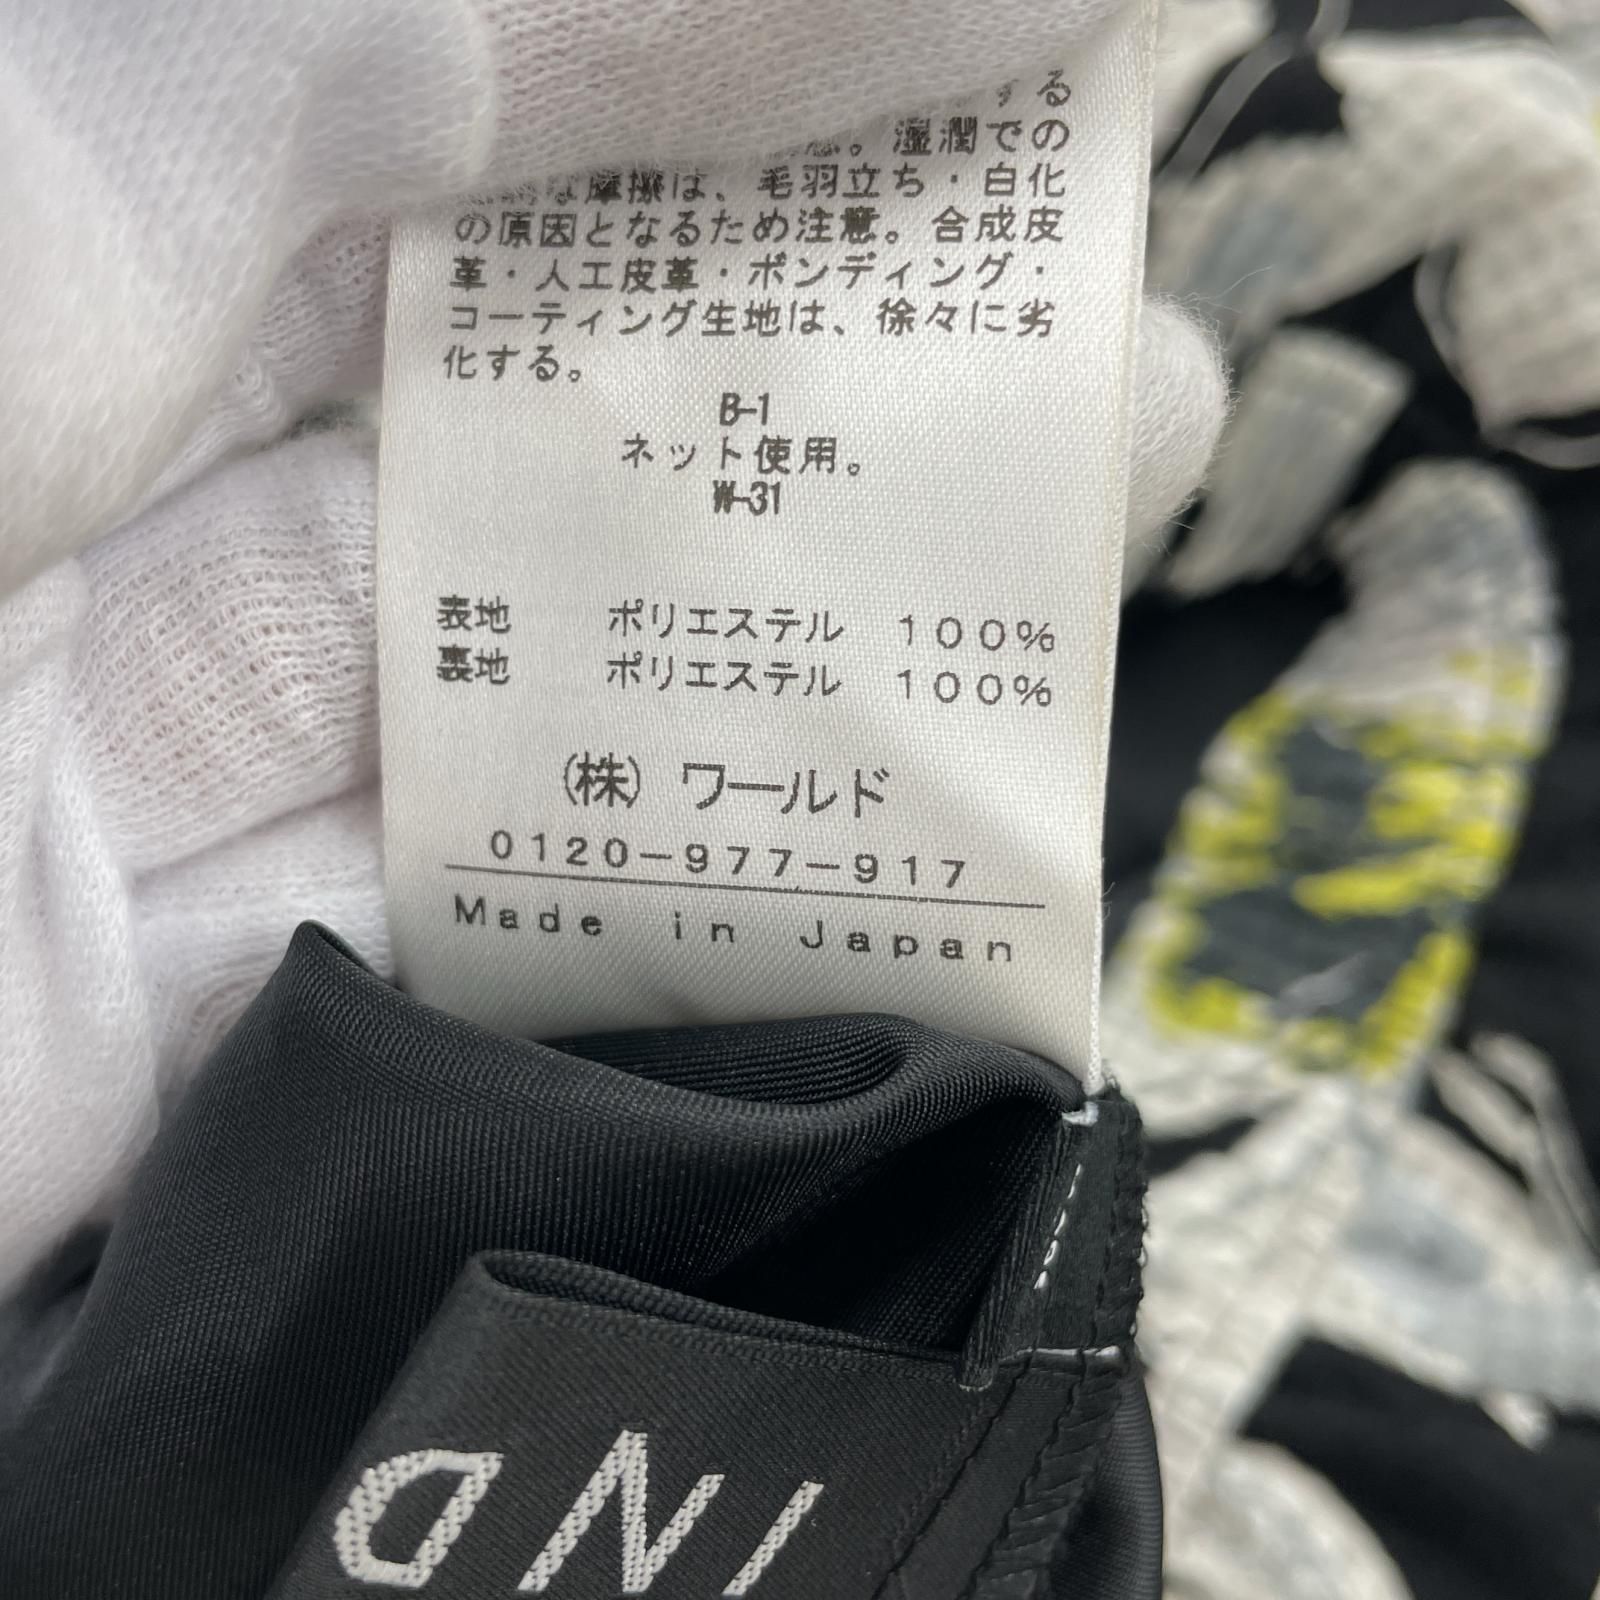 する
意。湿潤での
な摩擦は、毛羽立ち・白化
の原因となるため注意。合成皮
革・人工皮革・ボンディング・
コーティング生地は、徐々に劣
化する。
B-1
ネット使用。
W-31
表地 ポリエステル 100%
裏地 ポリエステル 100%
(株) ワールド
0120-977-917
Made in Japan
IND